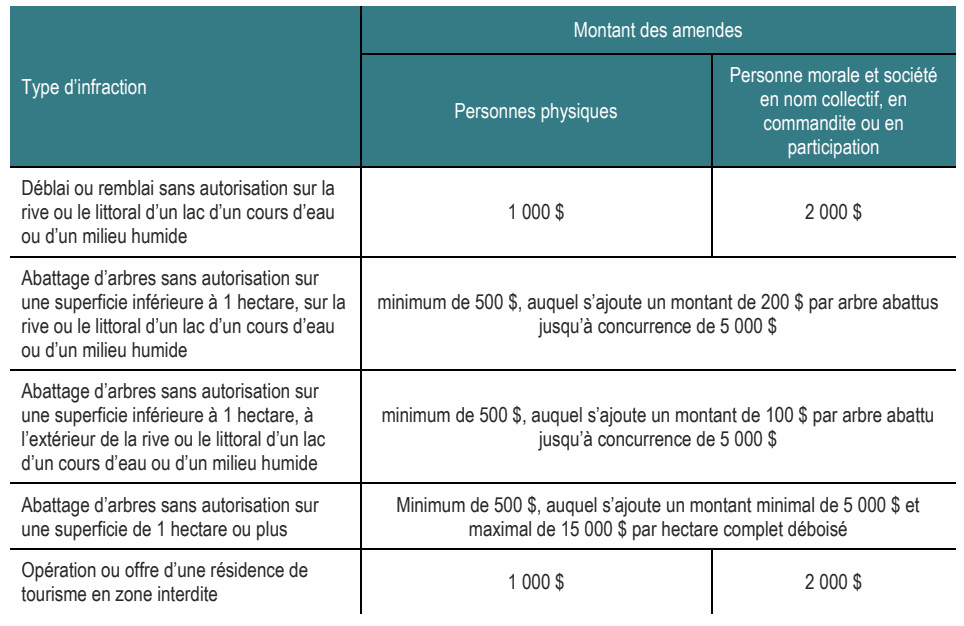 Type d’infraction
Montant des amendes
Personnes physiques
Personne morale et société
en nom collectif, en
commandite ou en
participation
Déblai ou remblai sans autorisation sur la
rive ou le littoral d’un lac d’un cours d’eau
ou d’un milieu humide
1 000 $
2 000 $
Abattage d’arbres sans autorisation sur
une superficie inférieure à 1 hectare, sur la
rive ou le littoral d’un lac d’un cours d’eau
ou d’un milieu humide
minimum de 500 $, auquel s’ajoute un montant de 200 $ par arbre abattus
jusqu’à concurrence de 5 000 $
Abattage d’arbres sans autorisation sur
une superficie inférieure à 1 hectare, à
l’extérieur de la rive ou le littoral d’un lac
d’un cours d’eau ou d’un milieu humide
minimum de 500 $, auquel s’ajoute un montant de 100 $ par arbre abattu
jusqu’à concurrence de 5 000 $
Abattage d’arbres sans autorisation sur
une superficie de 1 hectare ou plus
Minimum de 500 $, auquel s’ajoute un montant minimal de 5 000 $ et
maximal de 15 000 $ par hectare complet déboisé
Opération ou offre d’une résidence de
tourisme en zone interdite
1 000 $
2 000 $